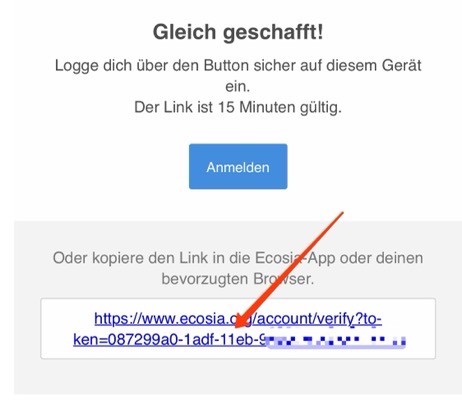 Gleich geschafft!
Logge dich über den Button sicher auf diesem Gerät
ein.
Der Link ist 15 Minuten gültig.
Anmelden
Oder kopiere den Link in die Ecosia-App oder deinen
bevorzugten Browser.
https://www.ecosia.org/account/verify?to-
ken=087299a0-1adf-11eb-9